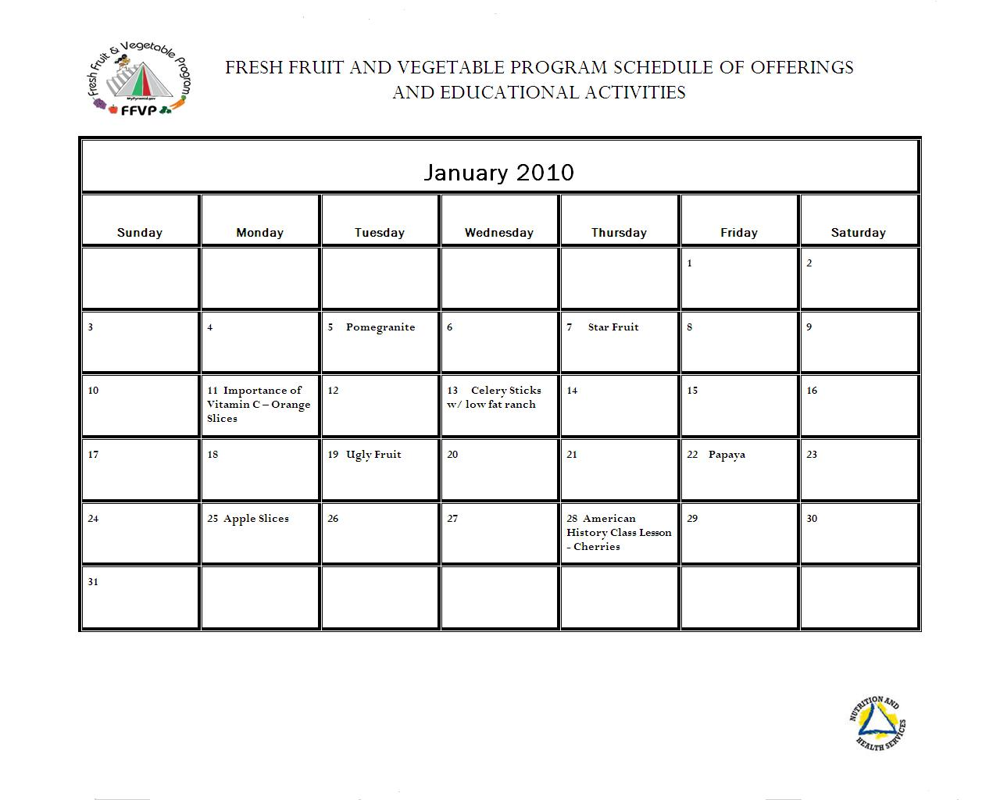 Fresh Fruit & Vegetable Program
MyPyramid.gov
FFVP
FRESH FRUIT AND VEGETABLE PROGRAM SCHEDULE OF OFFERINGS
AND EDUCATIONAL ACTIVITIES
January 2010
Sunday Monday Tuesday Wednesday Thursday Friday Saturday
1 2
3 4 5 Pomegranite 6 7 Star Fruit 8 9
10 11 Importance of Vitamin C – Orange Slices 12 13 Celery Sticks w/ low fat ranch 14 15 16
17 18 19 Ugly Fruit 20 21 22 Papaya 23
24 25 Apple Slices 26 27 28 American History Class Lesson - Cherries 29 30
31
NUTRITION AND
HEALTH SERVICES